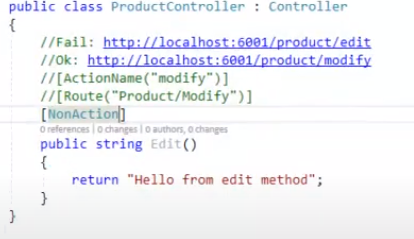 public class ProductController : Controller
{
//Fail: http://localhost:6001/product/edit
//Ok: http://localhost:6001/product/modify
//[ActionName("modify")]
//[Route("Product/Modify")]
[NonAction]
0 references | 0 changes | 0 authors, 0 changes
public string Edit()
{
return "Hello from edit method";
}
}